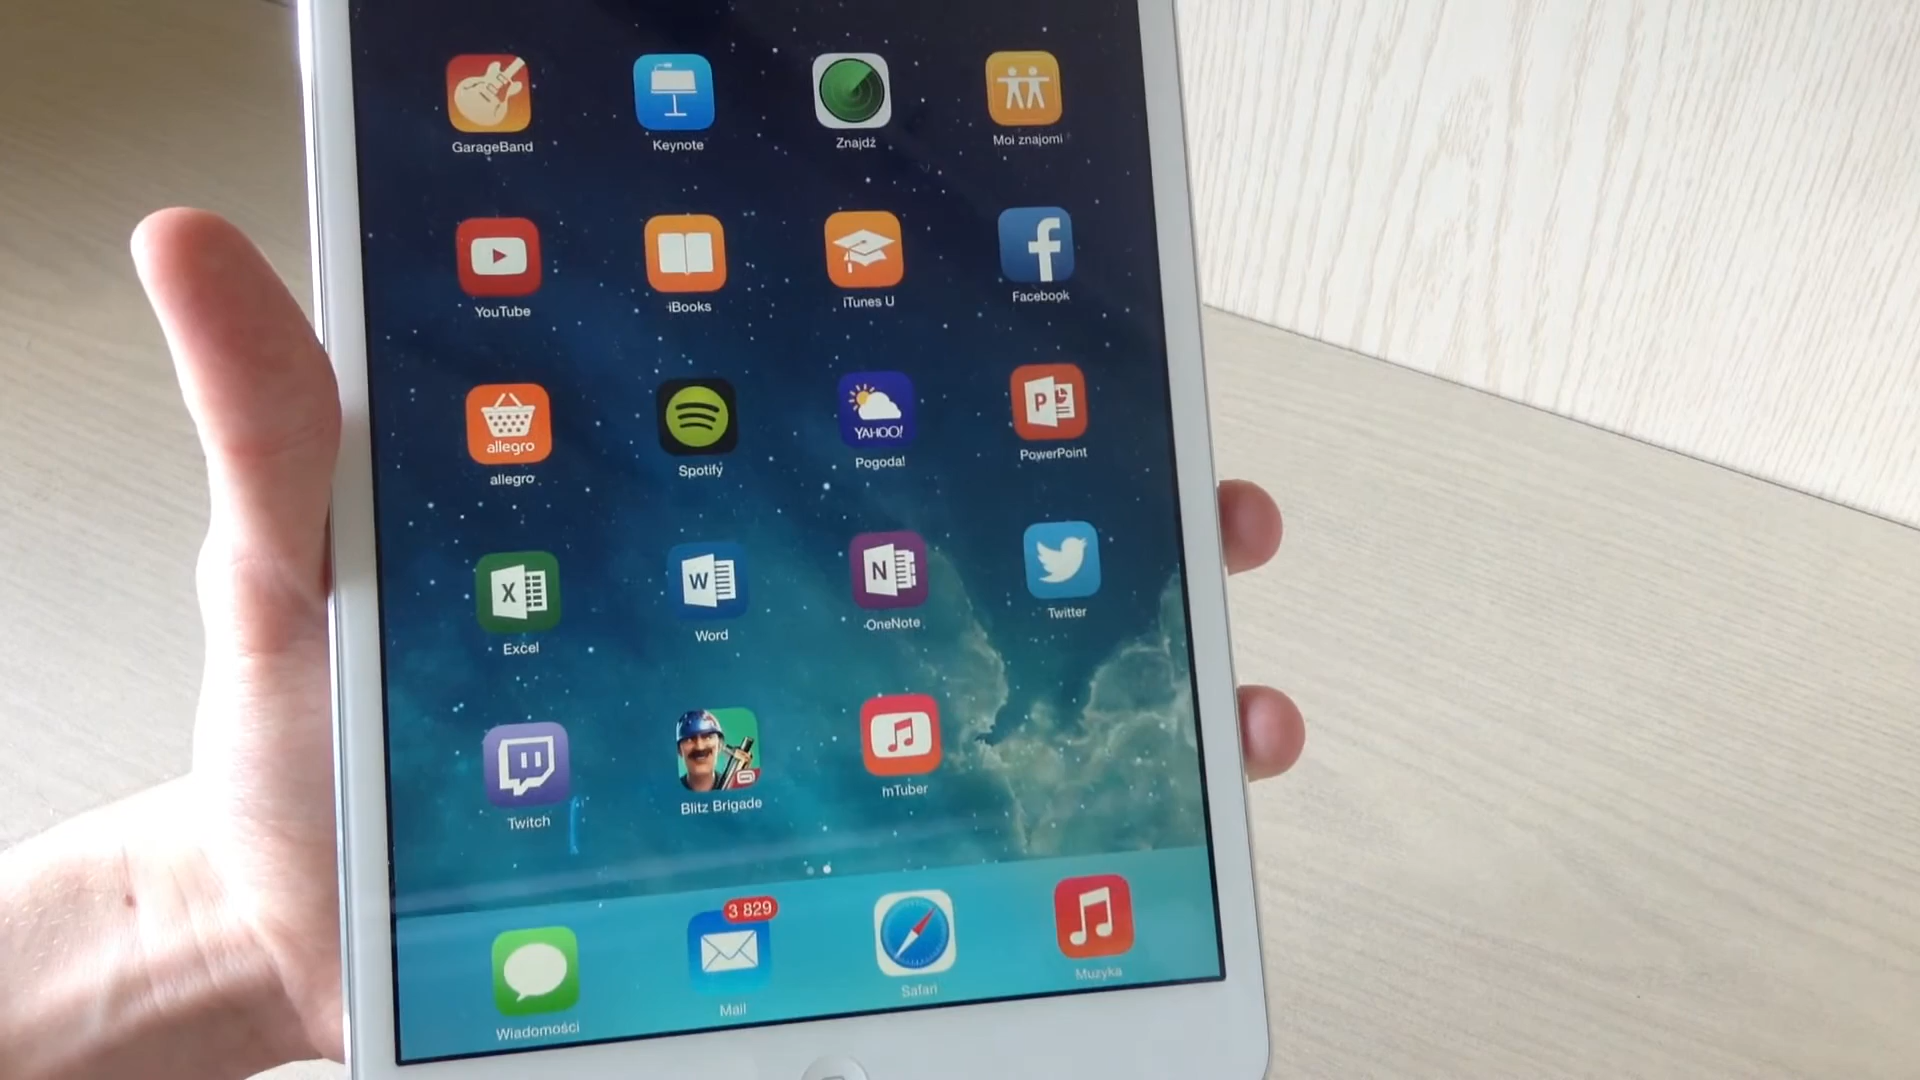 GarageBand
Keynote
Znajdź
Moi znajomi
YouTube
iBooks
iTunes U
Facebook
allegro
allegro
Spotify
YAHOO!
Pogoda!
P
PowerPoint
X
Excel
W
Word
N
OneNote
Twitter
Twitch
Blitz Brigade
mTuber
3 829
Wiadomości
Mail
Safari
Muzyka